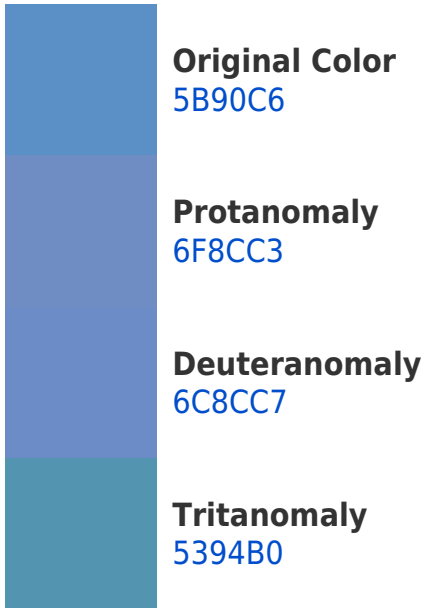 Original Color
5B90C6
Protanomaly
6F8CC3
Deuteranomaly
6C8CC7
Tritanomaly
5394B0